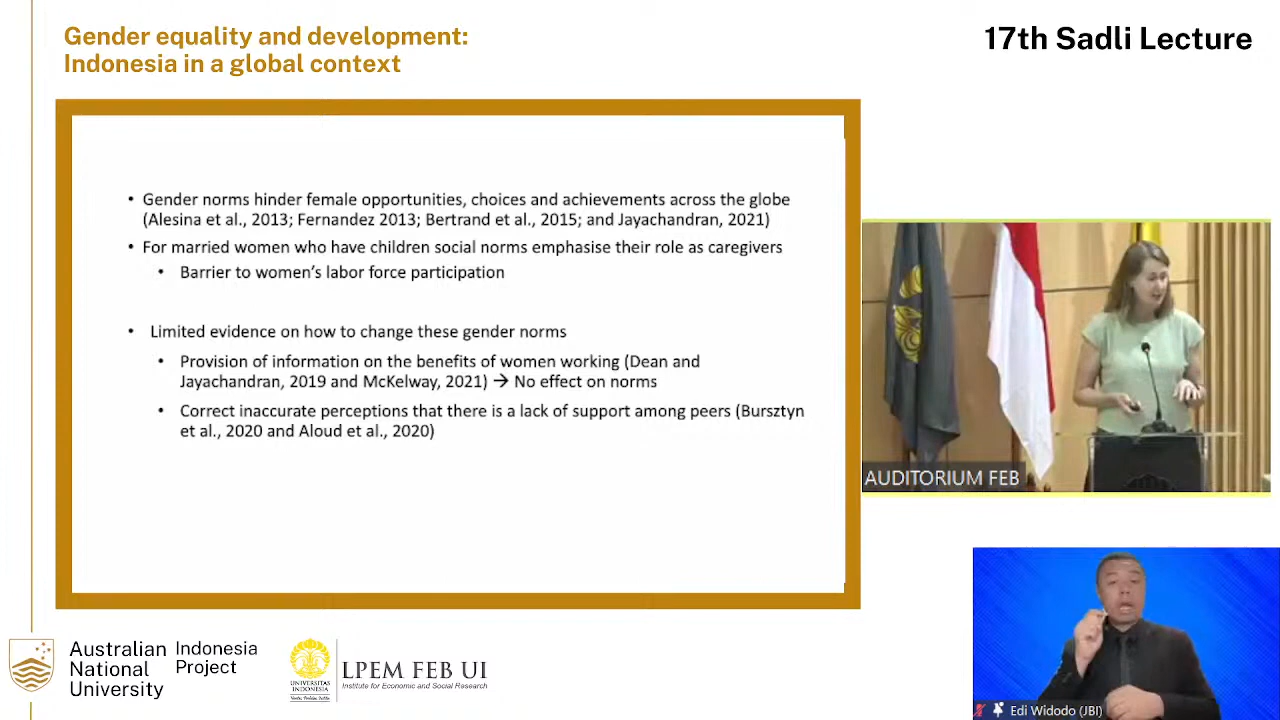 Gender equality and development:
Indonesia in a global context
17th Sadli Lecture
• Gender norms hinder female opportunities, choices and achievements across the globe
(Alesina et al., 2013; Fernandez 2013; Bertrand et al., 2015; and Jayachandran, 2021)
• For married women who have children social norms emphasise their role as caregivers
• Barrier to women's labor force participation
• Limited evidence on how to change these gender norms
• Provision of information on the benefits of women working (Dean and
Jayachandran, 2019 and McKelway, 2021) → No effect on norms
• Correct inaccurate perceptions that there is a lack of support among peers (Bursztyn
et al., 2020 and Aloud et al., 2020)
AUDITORIUM FEB
Edi Widodo (JBI)
Australian
National
University
Indonesia
Project
UNIVERSITAS
INDONESIA
LPEM FEB UI
Institute for Economic and Social Research